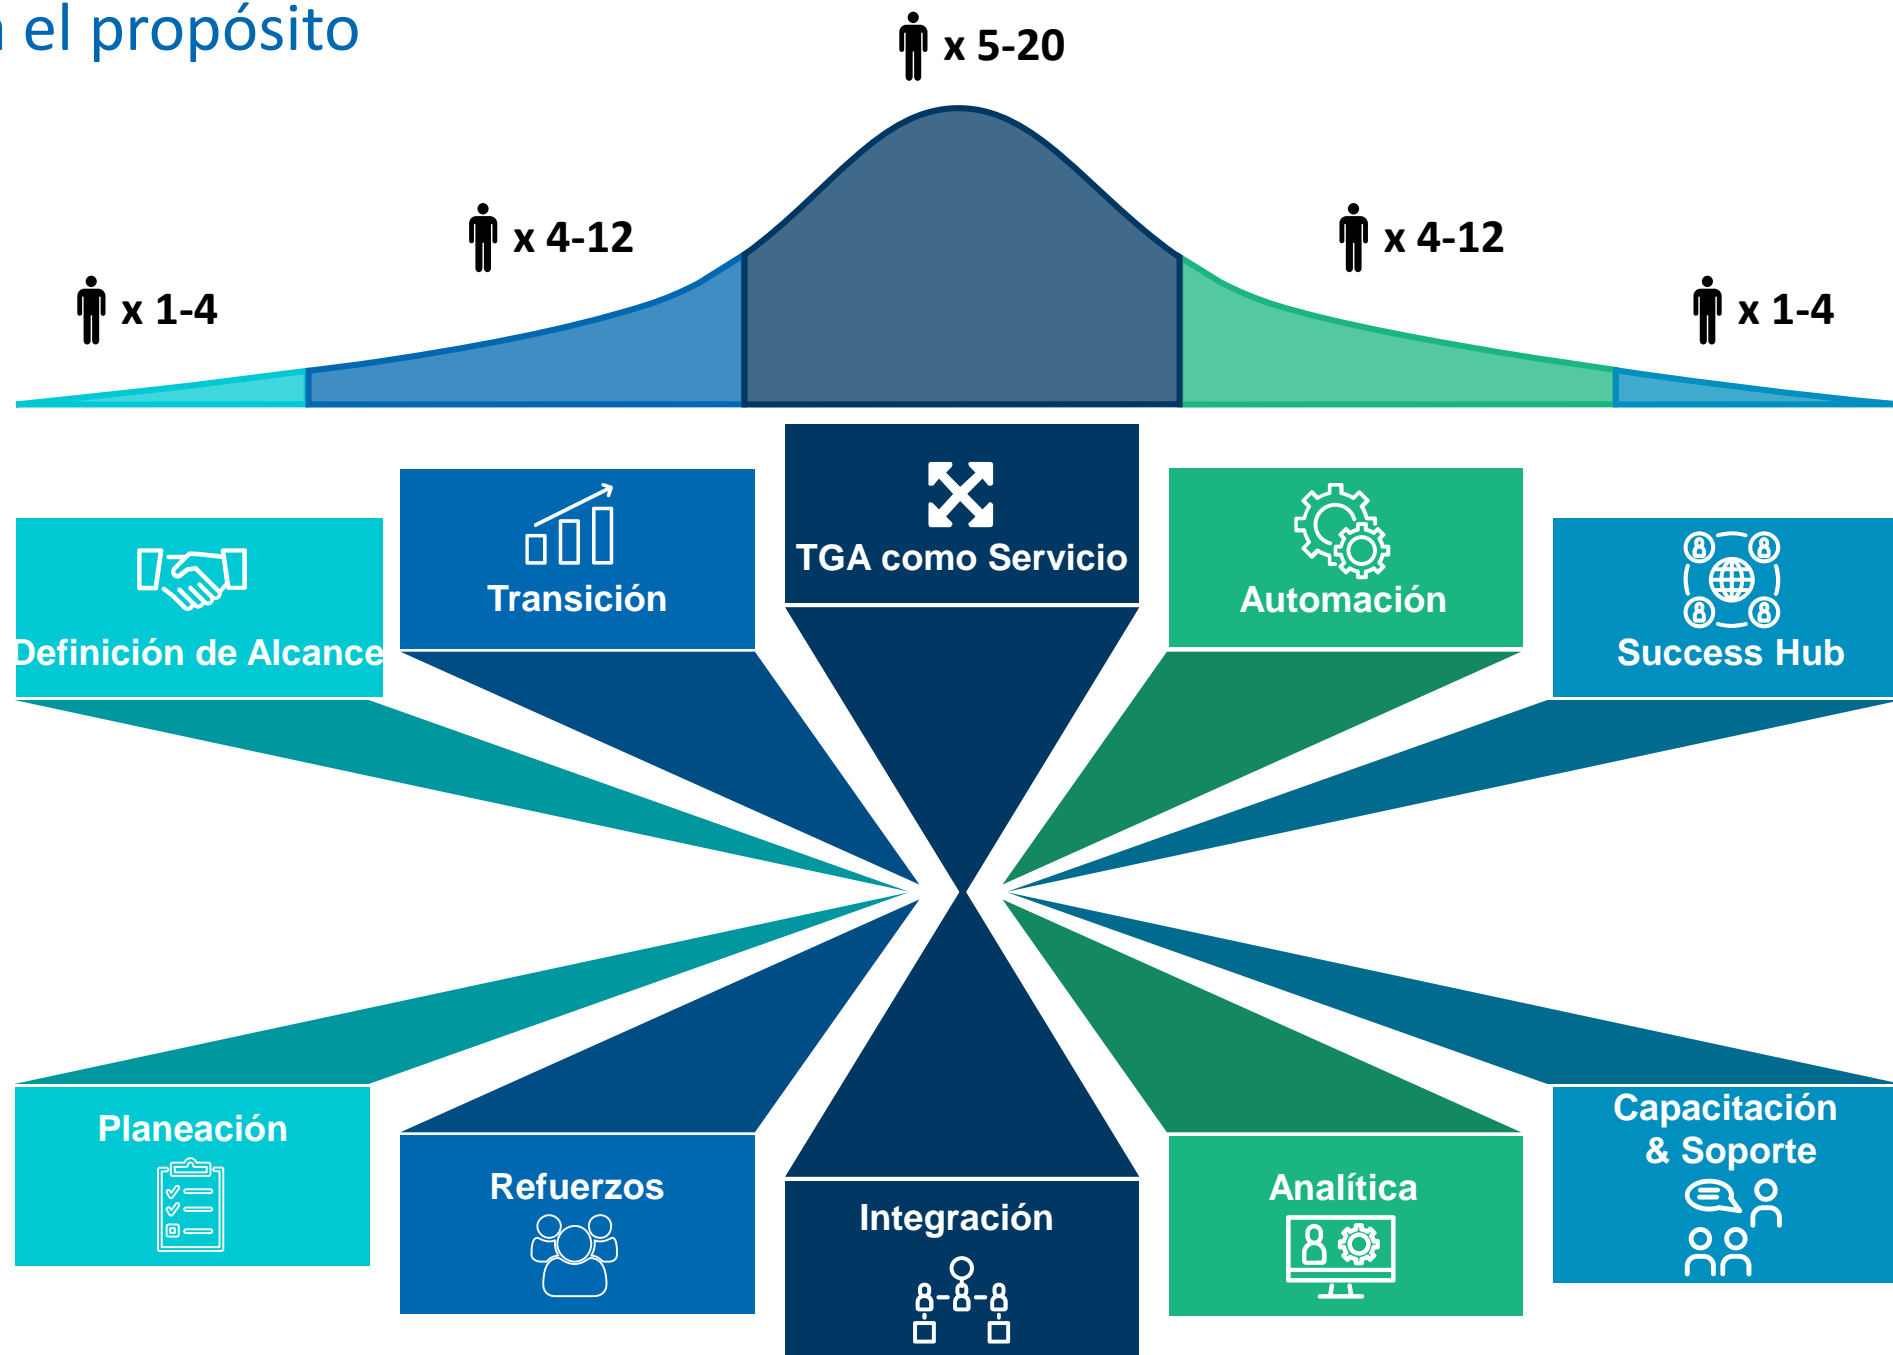 el propósito
x 5-20
x 4-12
x 4-12
x 1-4
x 1-4
TGA como Servicio
Transición
Automación
Definición de Alcance
Success Hub
Planeación
Capacitación
& Soporte
Refuerzos
Analítica
Integración